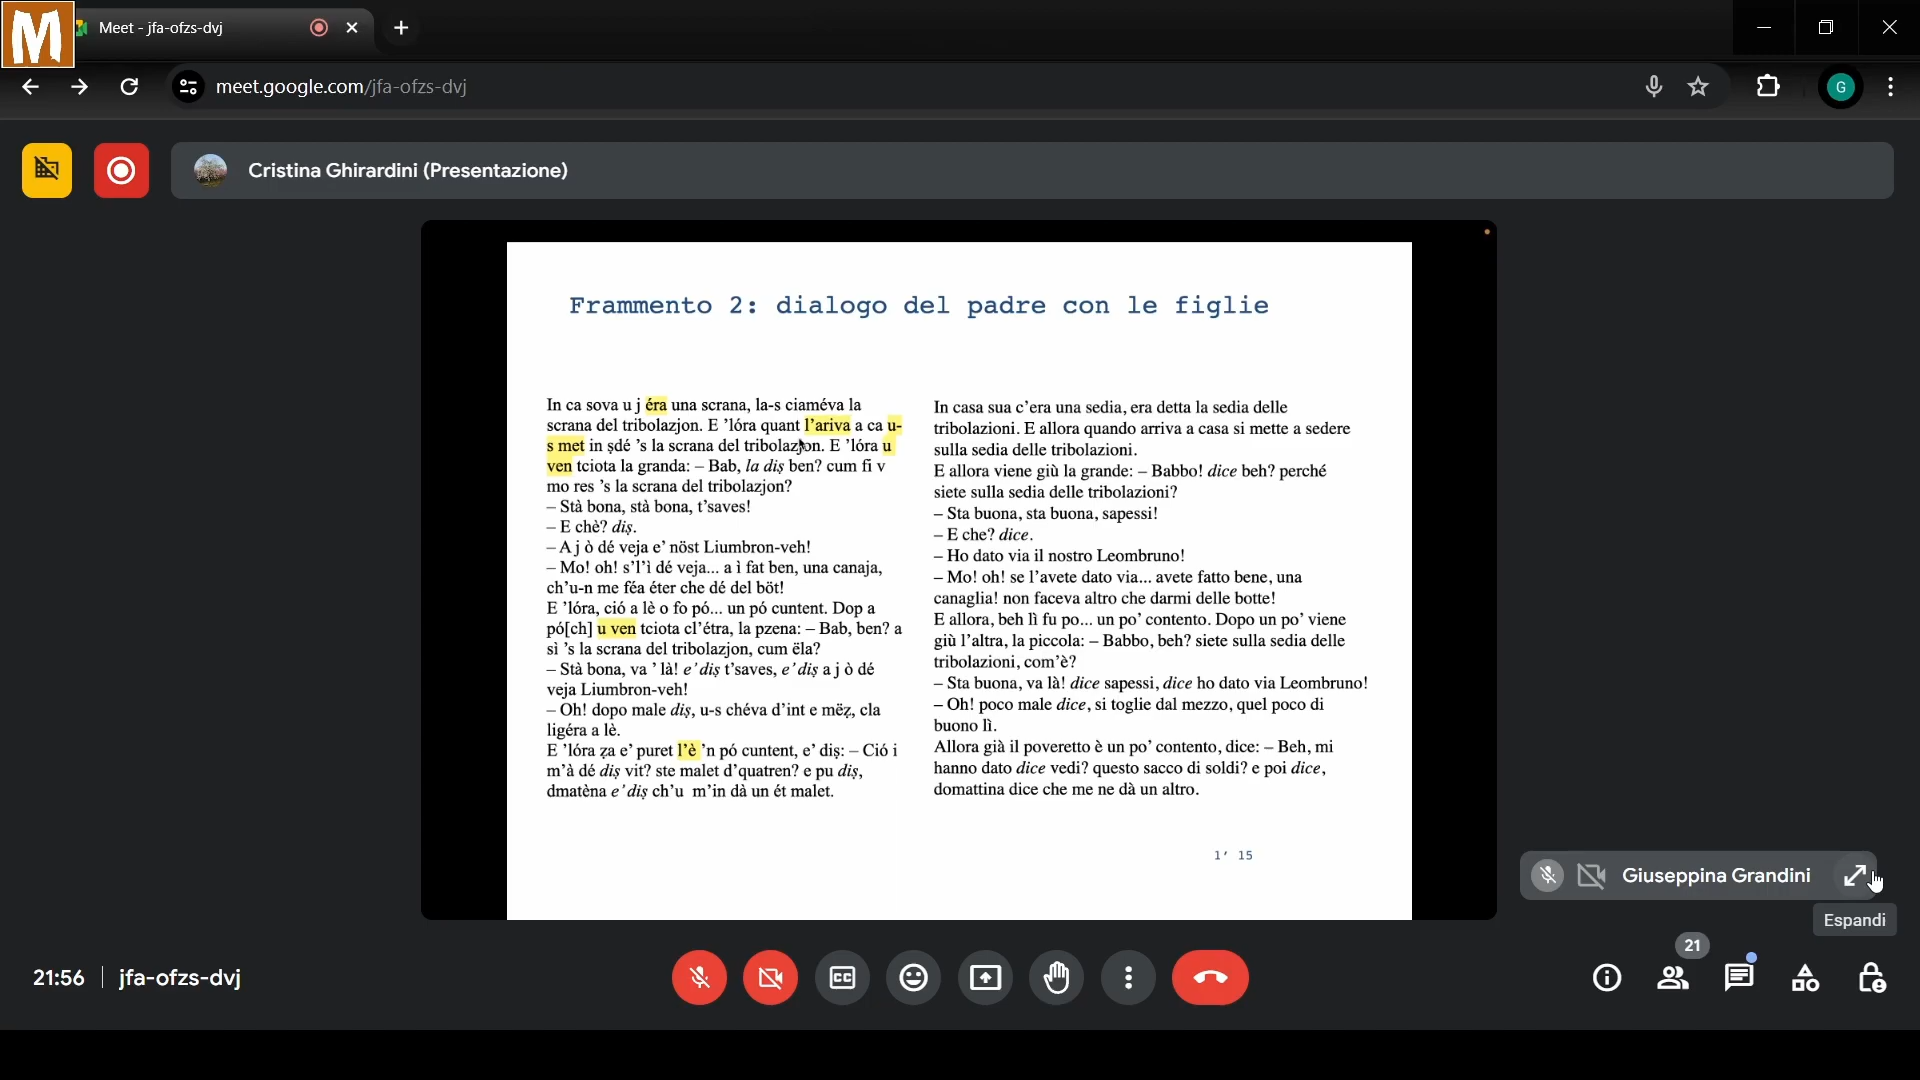 M
Meet - jfa-ofzs-dvj
meet.google.com/jfa-ofzs-dvj
G
Cristina Ghirardini (Presentazione)
Frammento 2: dialogo del padre con le figlie
In ca sova u j éra una scrana, la-s ciaméva la
scrana del tribolazjon. E ’lóra quant l’ariva a ca u-
s met in ṣdé ’s la scrana del tribolazjon. E ’lóra u
ven tciota la granda: – Bab, la diṣ ben? cum fi v
mo res ’s la scrana del tribolazjon?
– Stà bona, stà bona, t’saves!
– E chè? diṣ.
– A j ò dé veja e’ nöst Liumbron-veh!
– Mo! oh! s’l’ì dé veja... a ì fat ben, una canaja,
ch’u-n me féa éter che dé del böt!
E ’lóra, ció a lè o fo pó... un pó cuntent. Dop a
pó[ch] u ven tciota cl’étra, la pzena: – Bab, ben? a
sì ’s la scrana del tribolazjon, cum ëla?
– Stà bona, va ’ là! e’ diṣ t’saves, e’ diṣ a j ò dé
veja Liumbron-veh!
– Oh! dopo male diṣ, u-s chéva d’int e mëẓ, cla
ligéra a lè.
E ’lóra ẓa e’ puret l’è ’n pó cuntent, e’ diṣ: – Ció i
m’à dé diṣ vit? ste malet d’quatren? e pu diṣ,
dmatèna e’ diṣ ch’u m’in dà un ét malet.
In casa sua c’era una sedia, era detta la sedia delle
tribolazioni. E allora quando arriva a casa si mette a sedere
sulla sedia delle tribolazioni.
E allora viene giù la grande: – Babbo! dice beh? perché
siete sulla sedia delle tribolazioni?
– Sta buona, sta buona, sapessi!
– E che? dice.
– Ho dato via il nostro Leombruno!
– Mo! oh! se l’avete dato via... avete fatto bene, una
canaglia! non faceva altro che darmi delle botte!
E allora, beh lì fu po... un po’ contento. Dopo un po’ viene
giù l’altra, la piccola: – Babbo, beh? siete sulla sedia delle
tribolazioni, com’è?
– Sta buona, va là! dice sapessi, dice ho dato via Leombruno!
– Oh! poco male dice, si toglie dal mezzo, quel poco di
buono lì.
Allora già il poveretto è un po’ contento, dice: – Beh, mi
hanno dato dice vedi? questo sacco di soldi? e poi dice,
domattina dice che me ne dà un altro.
1’ 15
Giuseppina Grandini
Espandi
21
21:56 | jfa-ofzs-dvj
CC